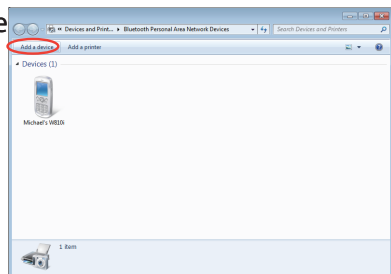 e
Devices and Print... ▸ Bluetooth Personal Area Network Devices
Search Devices and Printers
Add a device
Add a printer
Devices (1)
Michael's W810i
1 item